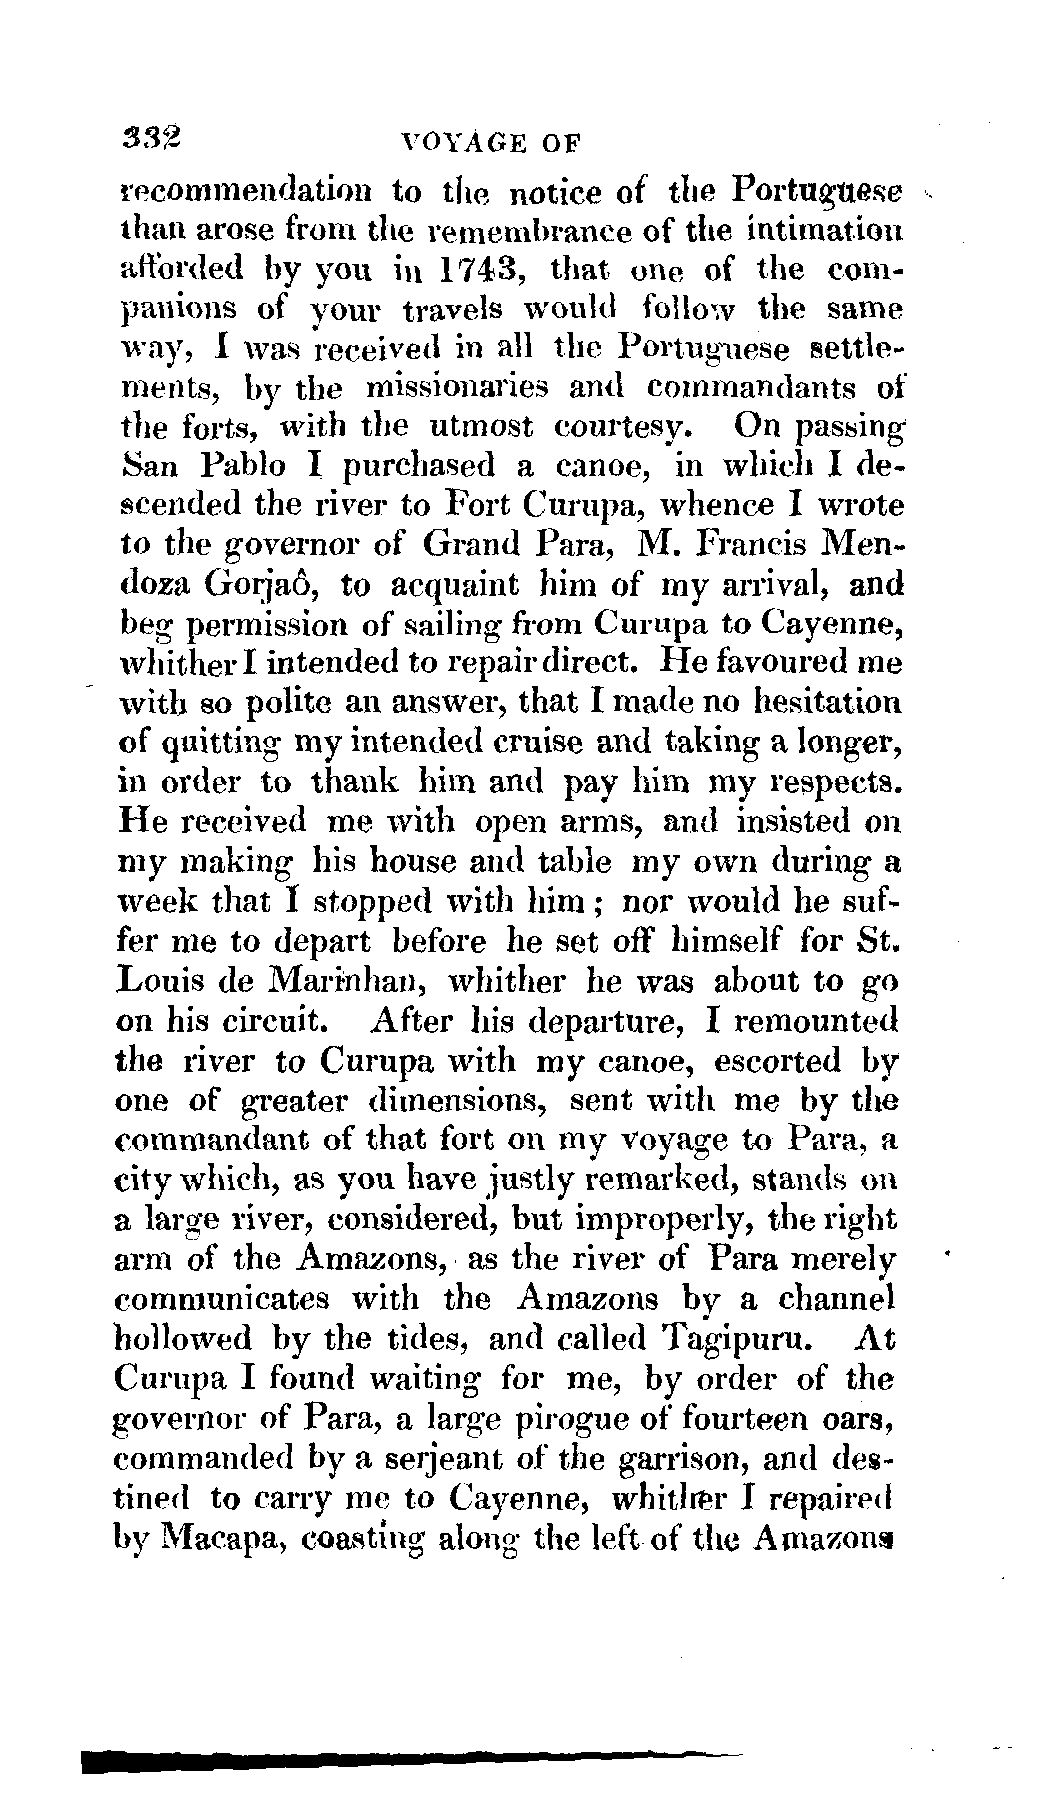 332 VOYAGE OF
recommendation to the notice of the Portuguese
than arose from the remembrance of the intimation
afforded by you in 1743, that one of the com-
panions of your travels would follow the same
way, I was received in all the Portuguese settle-
ments, by the missionaries and commandants of
the forts, with the utmost courtesy. On passing
San Pablo I purchased a canoe, in which I de-
scended the river to Fort Curupa, whence I wrote
to the governor of Grand Para, M. Francis Men-
doza Gorjaô, to acquaint him of my arrival, and
beg permission of sailing from Curupa to Cayenne,
whither I intended to repair direct. He favoured me
with so polite an answer, that I made no hesitation
of quitting my intended cruise and taking a longer,
in order to thank him and pay him my respects.
He received me with open arms, and insisted on
my making his house and table my own during a
week that I stopped with him; nor would he suf-
fer me to depart before he set off himself for St.
Louis de Marinhan, whither he was about to go
on his circuit. After his departure, I remounted
the river to Curupa with my canoe, escorted by
one of greater dimensions, sent with me by the
commandant of that fort on my voyage to Para, a
city which, as you have justly remarked, stands on
a large river, considered, but improperly, the right
arm of the Amazons, as the river of Para merely
communicates with the Amazons by a channel
hollowed by the tides, and called Tagipuru. At
Curupa I found waiting for me, by order of the
governor of Para, a large pirogue of fourteen oars,
commanded by a serjeant of the garrison, and des-
tined to carry me to Cayenne, whither I repaired
by Macapa, coasting along the left of the Amazons